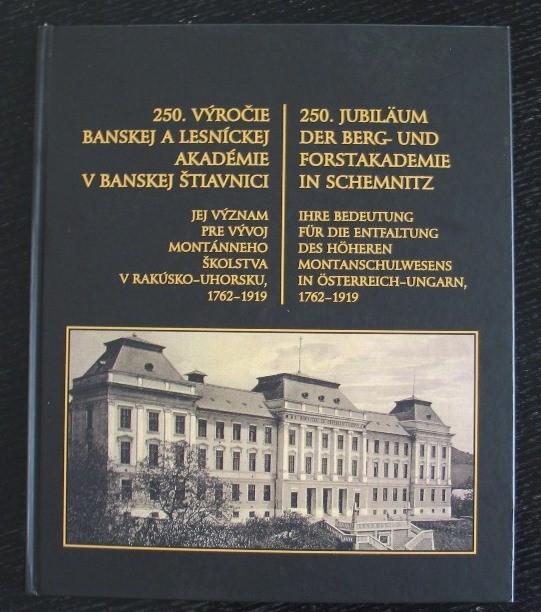 250. VÝROČIE
BANSKEJ A LESNÍCKEJ
AKADÉMIE
V BANSKEJ ŠTIAVNICI
JEJ VÝZNAM
PRE VÝVOJ
MONTÁNNEHO
ŠKOLSTVA
V RAKÚSKO–UHORSKU,
1762–1919
250. JUBILÄUM
DER BERG- UND
FORSTAKADEMIE
IN SCHEMNITZ
IHRE BEDEUTUNG
FÜR DIE ENTFALTUNG
DES HÖHEREN
MONTANSCHULWESENS
IN ÖSTERREICH–UNGARN,
1762–1919